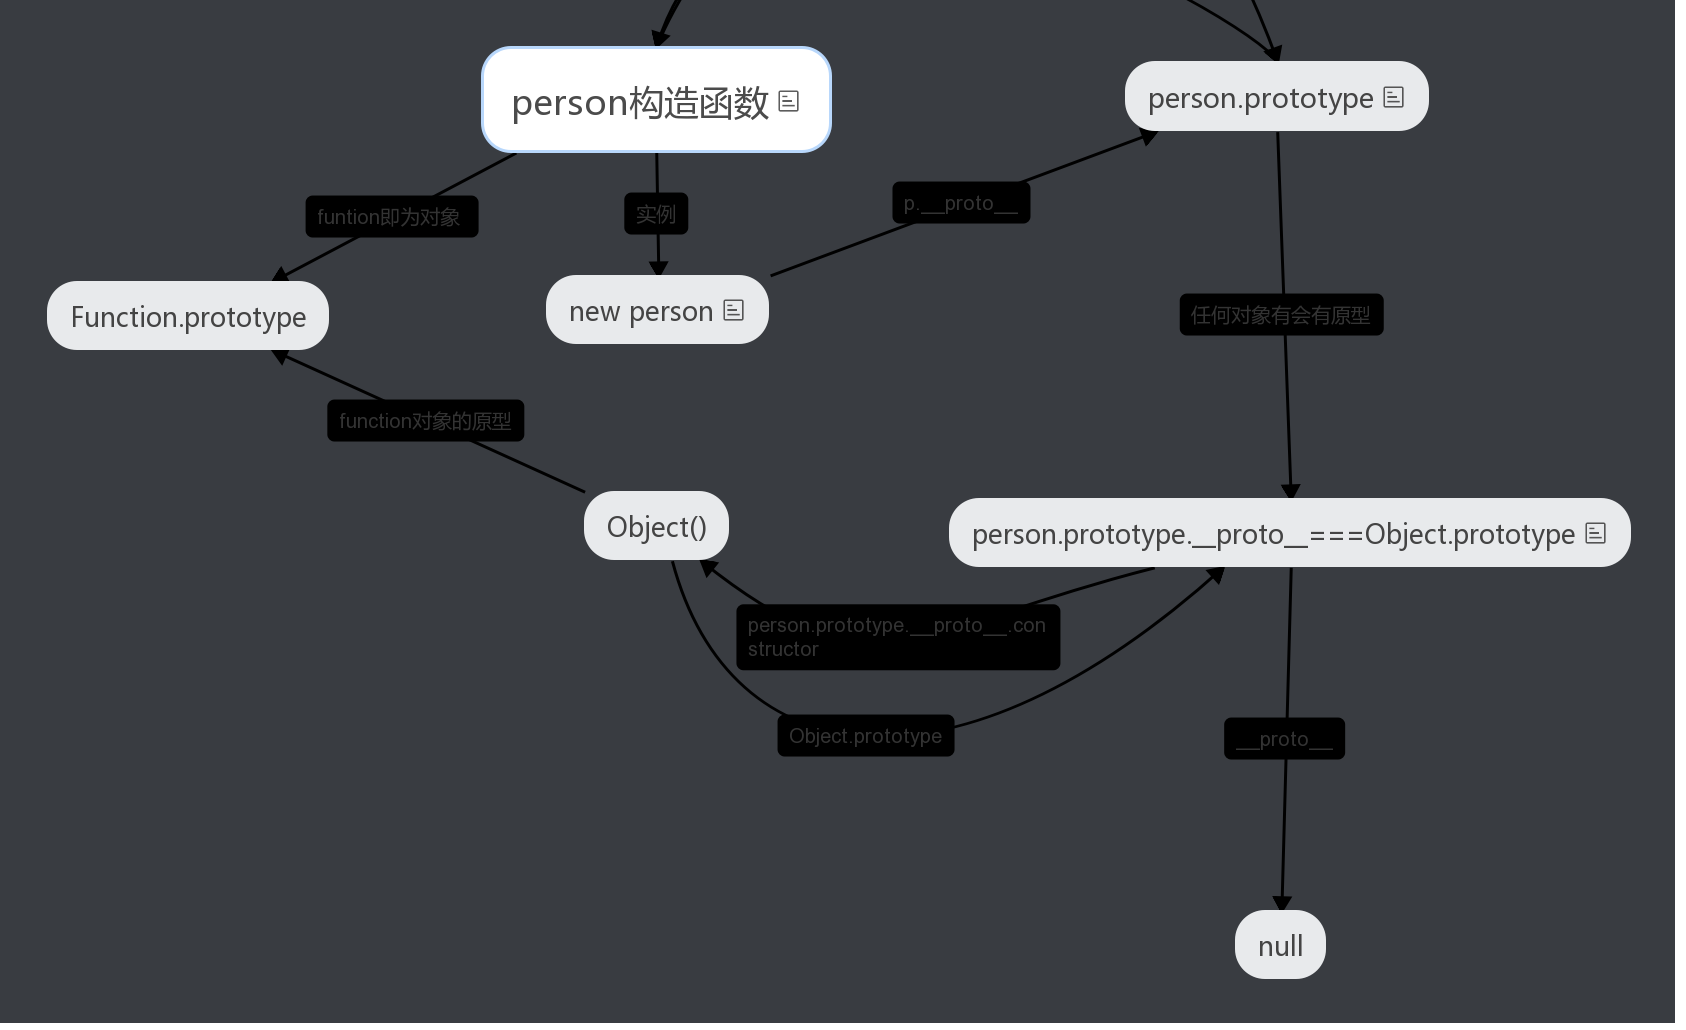 person构造函数
person.prototype
p.__proto__
funtion即为对象
实例
Function.prototype
new person
任何对象有会有原型
function对象的原型
Object()
person.prototype.__proto__===Object.prototype
person.prototype.__proto__.con
structor
Object.prototype
__proto__
null